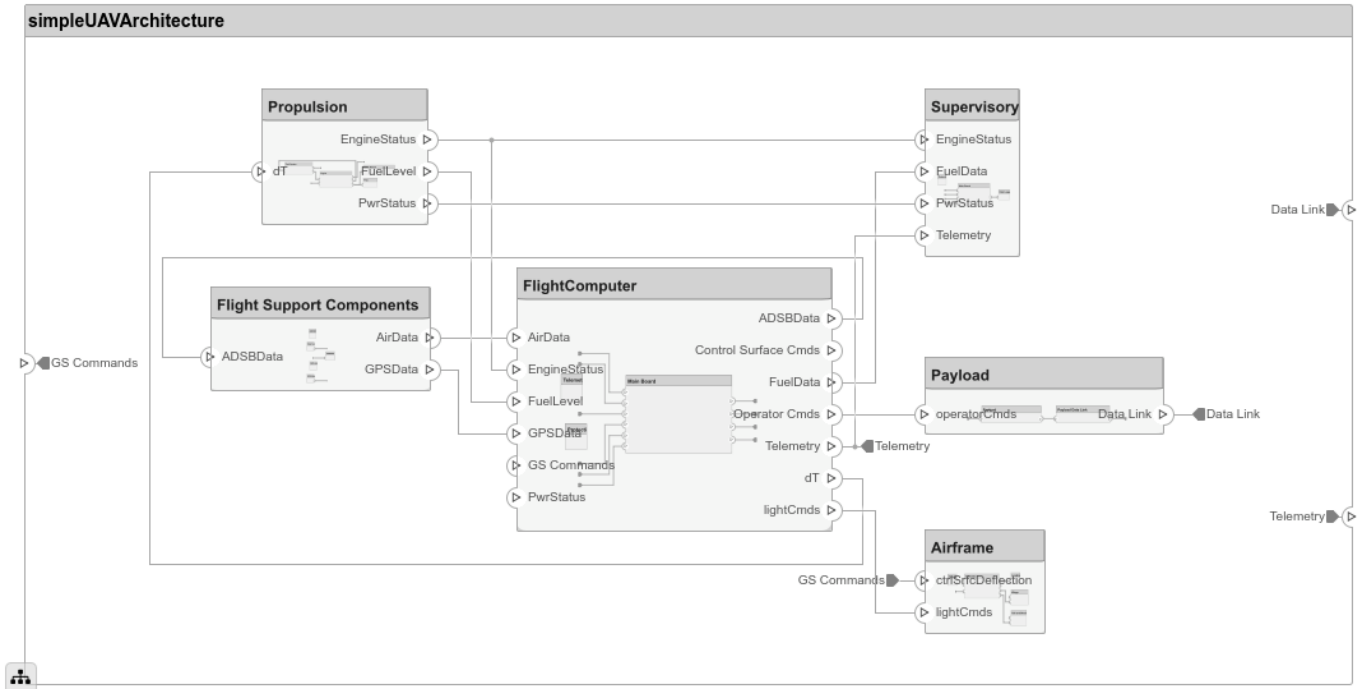 simpleUAVArchitecture
Propulsion
EngineStatus
dT
FuelLevel
PwrStatus
Supervisory
EngineStatus
FuelData
PwrStatus
Telemetry
Data Link
Flight Support Components
ADSBData
AirData
GPSData
GS Commands
FlightComputer
AirData
EngineStatus
FuelLevel
GPSData
GS Commands
PwrStatus
Main Board
ADSBData
Control Surface Cmds
FuelData
Operator Cmds
Telemetry
dT
lightCmds
Telemetry
Payload
operatorCmds
Data Link
Data Link
Telemetry
Airframe
GS Commands
ctrlSrfcDeflection
lightCmds